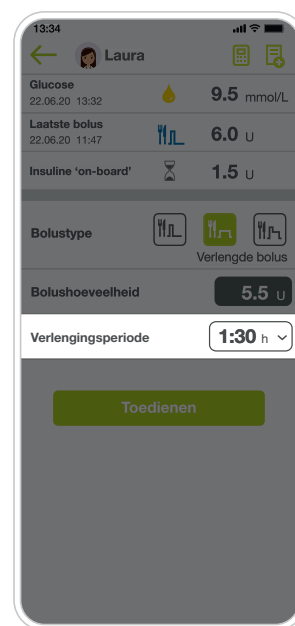 13:34
Laura
Glucose
22.06.20 13:32
9.5 mmol/L
Laatste bolus
22.06.20 11:47
6.0 U
Insuline ‘on-board’
1.5 U
Bolustype
Verlengde bolus
Bolushoeveelheid
5.5 U
Verlengingsperiode
1:30 h
Toedienen